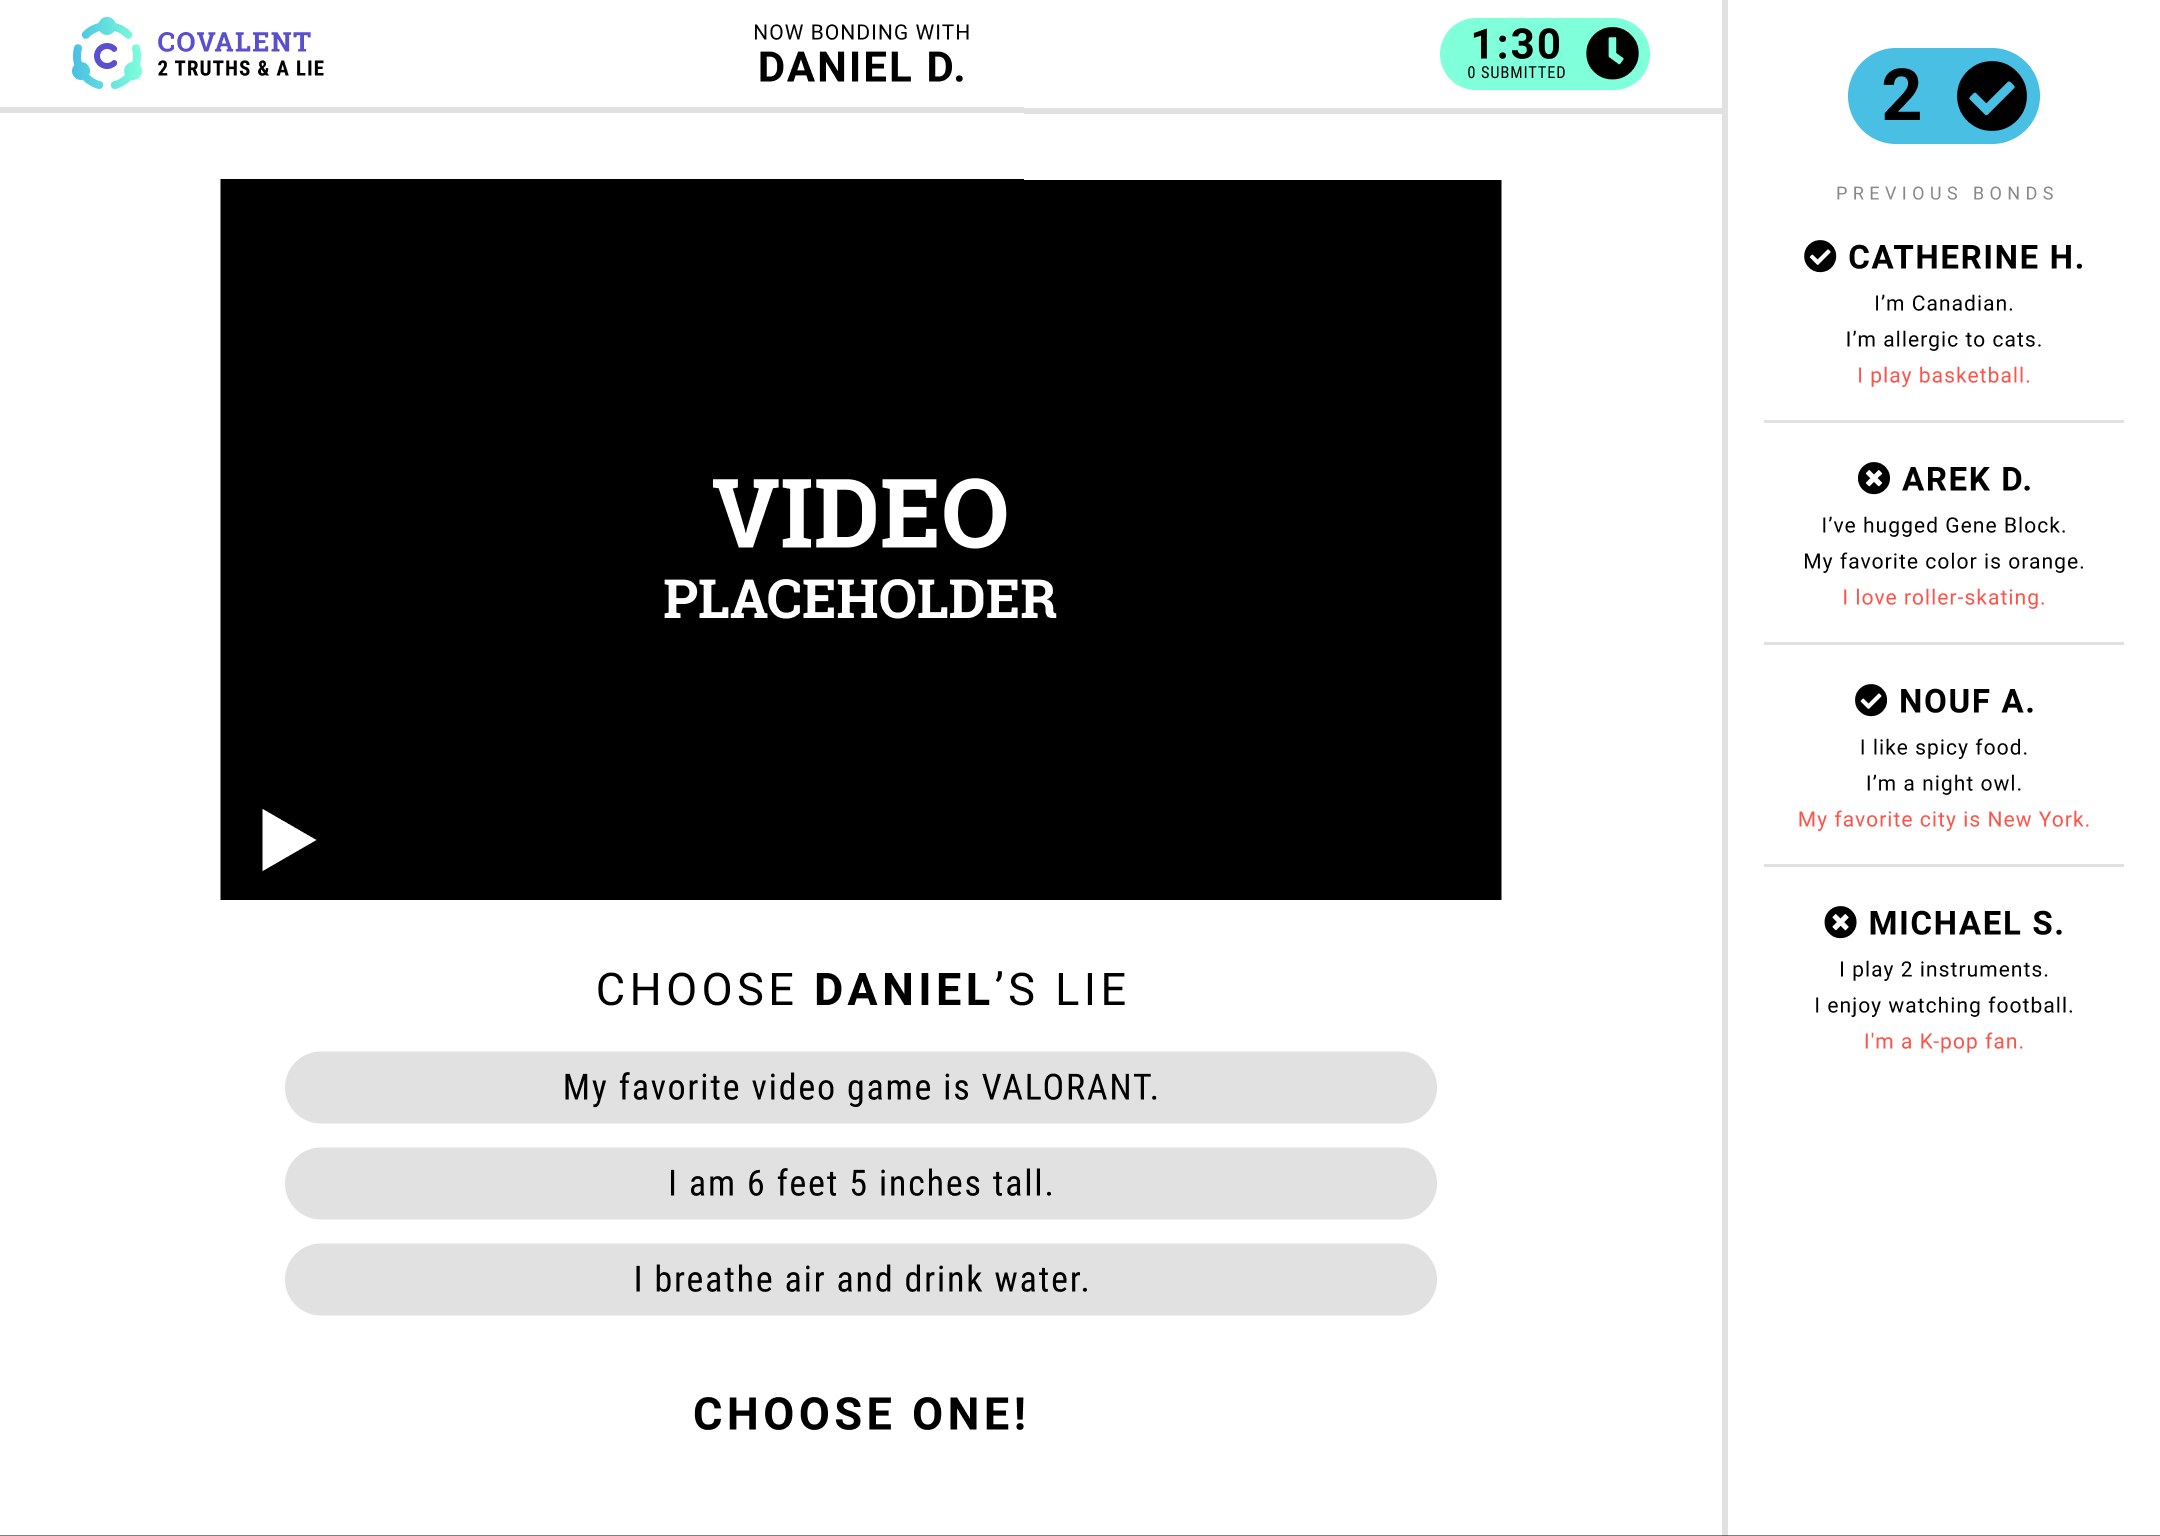 C
COVALENT
2 TRUTHS & A LIE
NOW BONDING WITH
DANIEL D.
1:30
0 SUBMITTED
VIDEO
PLACEHOLDER
CHOOSE DANIEL’S LIE
My favorite video game is VALORANT.
I am 6 feet 5 inches tall.
I breathe air and drink water.
CHOOSE ONE!
2
PREVIOUS BONDS
CATHERINE H.
I’m Canadian.
I’m allergic to cats.
I play basketball.
AREK D.
I’ve hugged Gene Block.
My favorite color is orange.
I love roller-skating.
NOUF A.
I like spicy food.
I’m a night owl.
My favorite city is New York.
MICHAEL S.
I play 2 instruments.
I enjoy watching football.
I'm a K-pop fan.